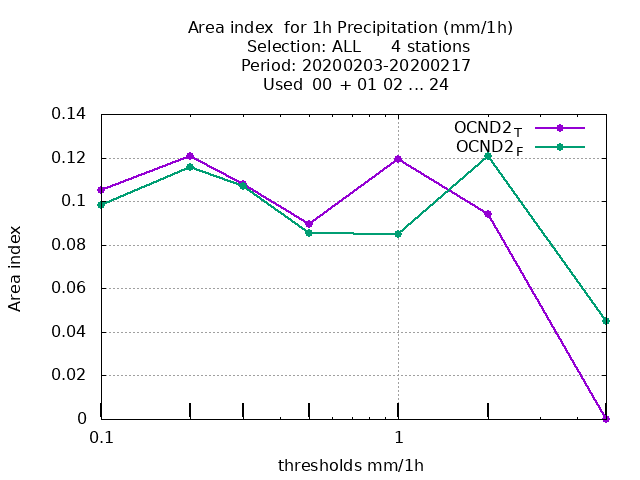 Area index  for 1h Precipitation (mm/1h)
Selection: ALL      4 stations
Period: 20200203-20200217
Used  00 + 01 02 ... 24
0.14
0.12
0.1
0.08
0.06
0.04
0.02
0
Area index
OCND2T
OCND2F
0.1
1
thresholds mm/1h